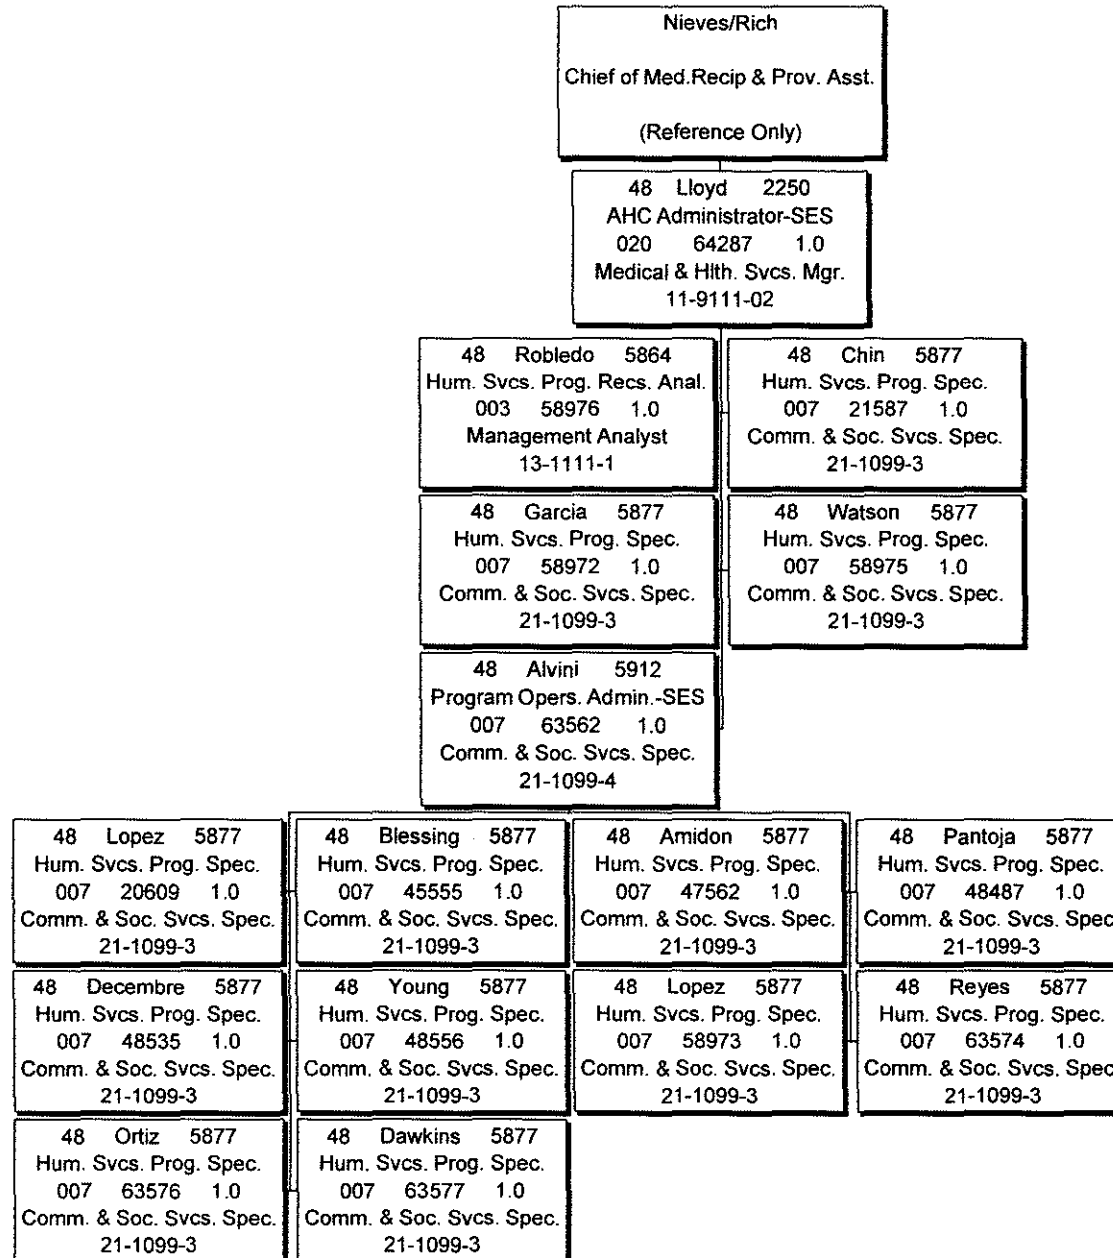 Nieves/Rich
Chief of Med.Recip & Prov. Asst.
(Reference Only)
48 Lloyd 2250
AHC Administrator-SES
020 64287 1.0
Medical & Hlth. Svcs. Mgr.
11-9111-02
48 Robledo 5864
Hum. Svcs. Prog. Recs. Anal.
003 58976 1.0
Management Analyst
13-1111-1
48 Chin 5877
Hum. Svcs. Prog. Spec.
007 21587 1.0
Comm. & Soc. Svcs. Spec.
21-1099-3
48 Garcia 5877
Hum. Svcs. Prog. Spec.
007 58972 1.0
Comm. & Soc. Svcs. Spec.
21-1099-3
48 Watson 5877
Hum. Svcs. Prog. Spec.
007 58975 1.0
Comm. & Soc. Svcs. Spec.
21-1099-3
48 Alvini 5912
Program Opers. Admin.-SES
007 63562 1.0
Comm. & Soc. Svcs. Spec.
21-1099-4
48 Lopez 5877
Hum. Svcs. Prog. Spec.
007 20609 1.0
Comm. & Soc. Svcs. Spec.
21-1099-3
48 Blessing 5877
Hum. Svcs. Prog. Spec.
007 45555 1.0
Comm. & Soc. Svcs. Spec.
21-1099-3
48 Amidon 5877
Hum. Svcs. Prog. Spec.
007 47562 1.0
Comm. & Soc. Svcs. Spec.
21-1099-3
48 Pantoja 5877
Hum. Svcs. Prog. Spec.
007 48487 1.0
Comm. & Soc. Svcs. Spec
21-1099-3
48 Decembre 5877
Hum. Svcs. Prog. Spec.
007 48535 1.0
Comm. & Soc. Svcs. Spec.
21-1099-3
48 Young 5877
Hum. Svcs. Prog. Spec.
007 48556 1.0
Comm. & Soc. Svcs. Spec.
21-1099-3
48 Lopez 5877
Hum. Svcs. Prog. Spec.
007 58973 1.0
Comm. & Soc. Svcs. Spec.
21-1099-3
48 Reyes 5877
Hum. Svcs. Prog. Spec.
007 63574 1.0
Comm. & Soc. Svcs. Spec
21-1099-3
48 Ortiz 5877
Hum. Svcs. Prog. Spec.
007 63576 1.0
Comm. & Soc. Svcs. Spec.
21-1099-3
48 Dawkins 5877
Hum. Svcs. Prog. Spec.
007 63577 1.0
Comm. & Soc. Svcs. Spec.
21-1099-3